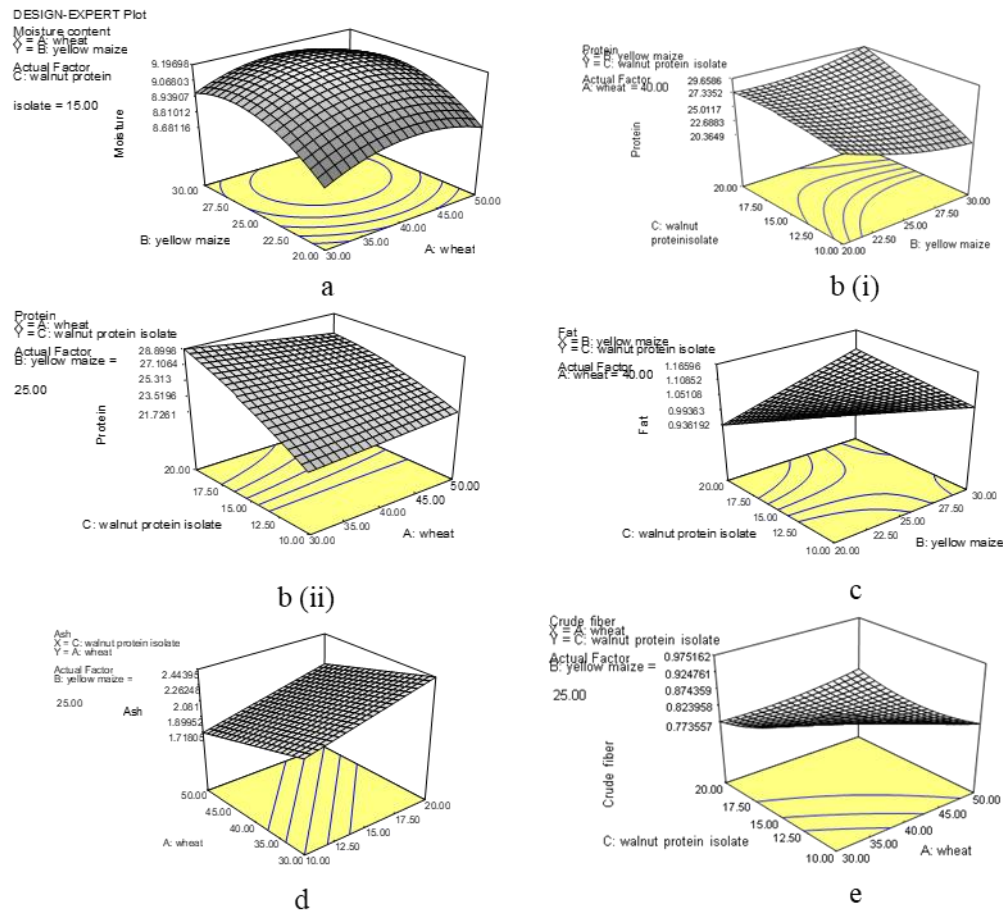 DESIGN-EXPERT Plot
Moisture content
X = A: wheat
Y = B: yellow maize
Actual Factor
C: walnut protein
isolate = 15.00
9.19698
9.06803
8.93907
8.81012
8.68116
Moisture
30.00
27.50
25.00
22.50
20.00
B: yellow maize
30.00
35.00
40.00
45.00
50.00
A: wheat
a
Protein
X = B: yellow maize
Y = C: walnut protein isolate
Actual Factor
A: wheat = 40.00
29.6586
27.3352
25.0117
22.6883
20.3649
Protein
20.00
17.50
15.00
12.50
10.00
C: walnut
proteinisolate
20.00
22.50
25.00
27.50
30.00
B: yellow maize
b (i)
Protein
X = A: wheat
Y = C: walnut protein isolate
Actual Factor
B: yellow maize =
25.00
28.8998
27.1064
25.313
23.5196
21.7261
Protein
20.00
17.50
15.00
12.50
10.00
C: walnut protein isolate
30.00
35.00
40.00
45.00
50.00
A: wheat
b (ii)
Fat
X = B: yellow maize
Y = C: walnut protein isolate
Actual Factor
A: wheat = 40.00
1.16596
1.10852
1.05108
0.99363
0.936192
Fat
20.00
17.50
15.00
12.50
10.00
C: walnut protein isolate
20.00
22.50
25.00
27.50
30.00
B: yellow maize
c
Ash
X = C: walnut protein isolate
Y = A: wheat
Actual Factor
B: yellow maize =
25.00
2.44395
2.26248
2.081
1.89952
1.71805
Ash
50.00
45.00
40.00
35.00
30.00
A: wheat
10.00
12.50
15.00
17.50
20.00
d
Crude fiber
X = A: wheat
Y = C: walnut protein isolate
Actual Factor
B: yellow maize =
25.00
0.975162
0.924761
0.874359
0.823958
0.773557
Crude fiber
20.00
17.50
15.00
12.50
10.00
C: walnut protein isolate
30.00
35.00
40.00
45.00
50.00
A: wheat
e